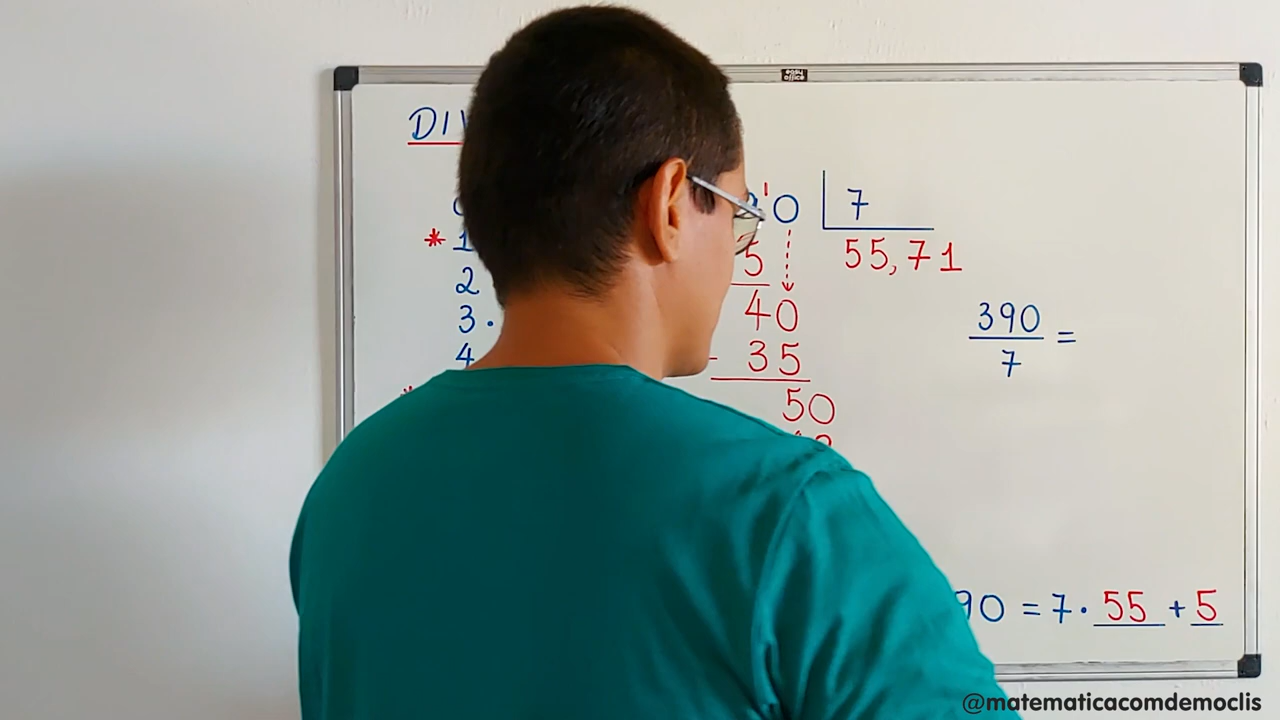 DIV
0 7
* 1 5 55,71
2
40
3 ·
4 - 35
50
390
7 =
90 = 7 · 55 + 5
@matematicacomdemoclis